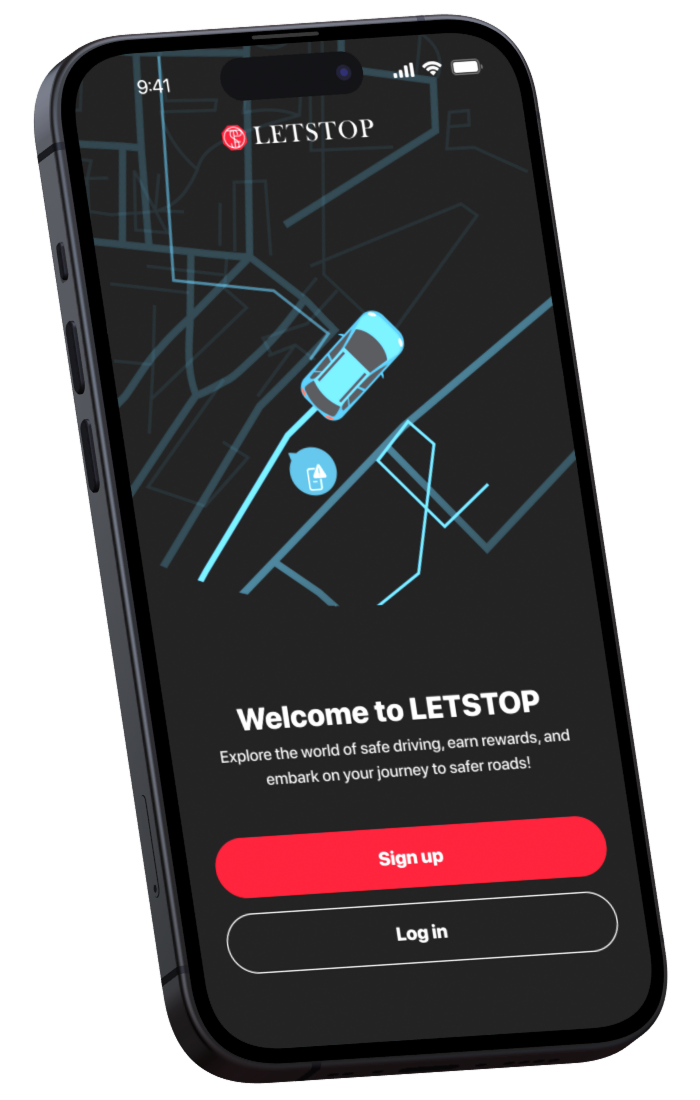 9:41
LETSTOP
Welcome to LETSTOP
Explore the world of safe driving, earn rewards, and
embark on your journey to safer roads!
Sign up
Log in